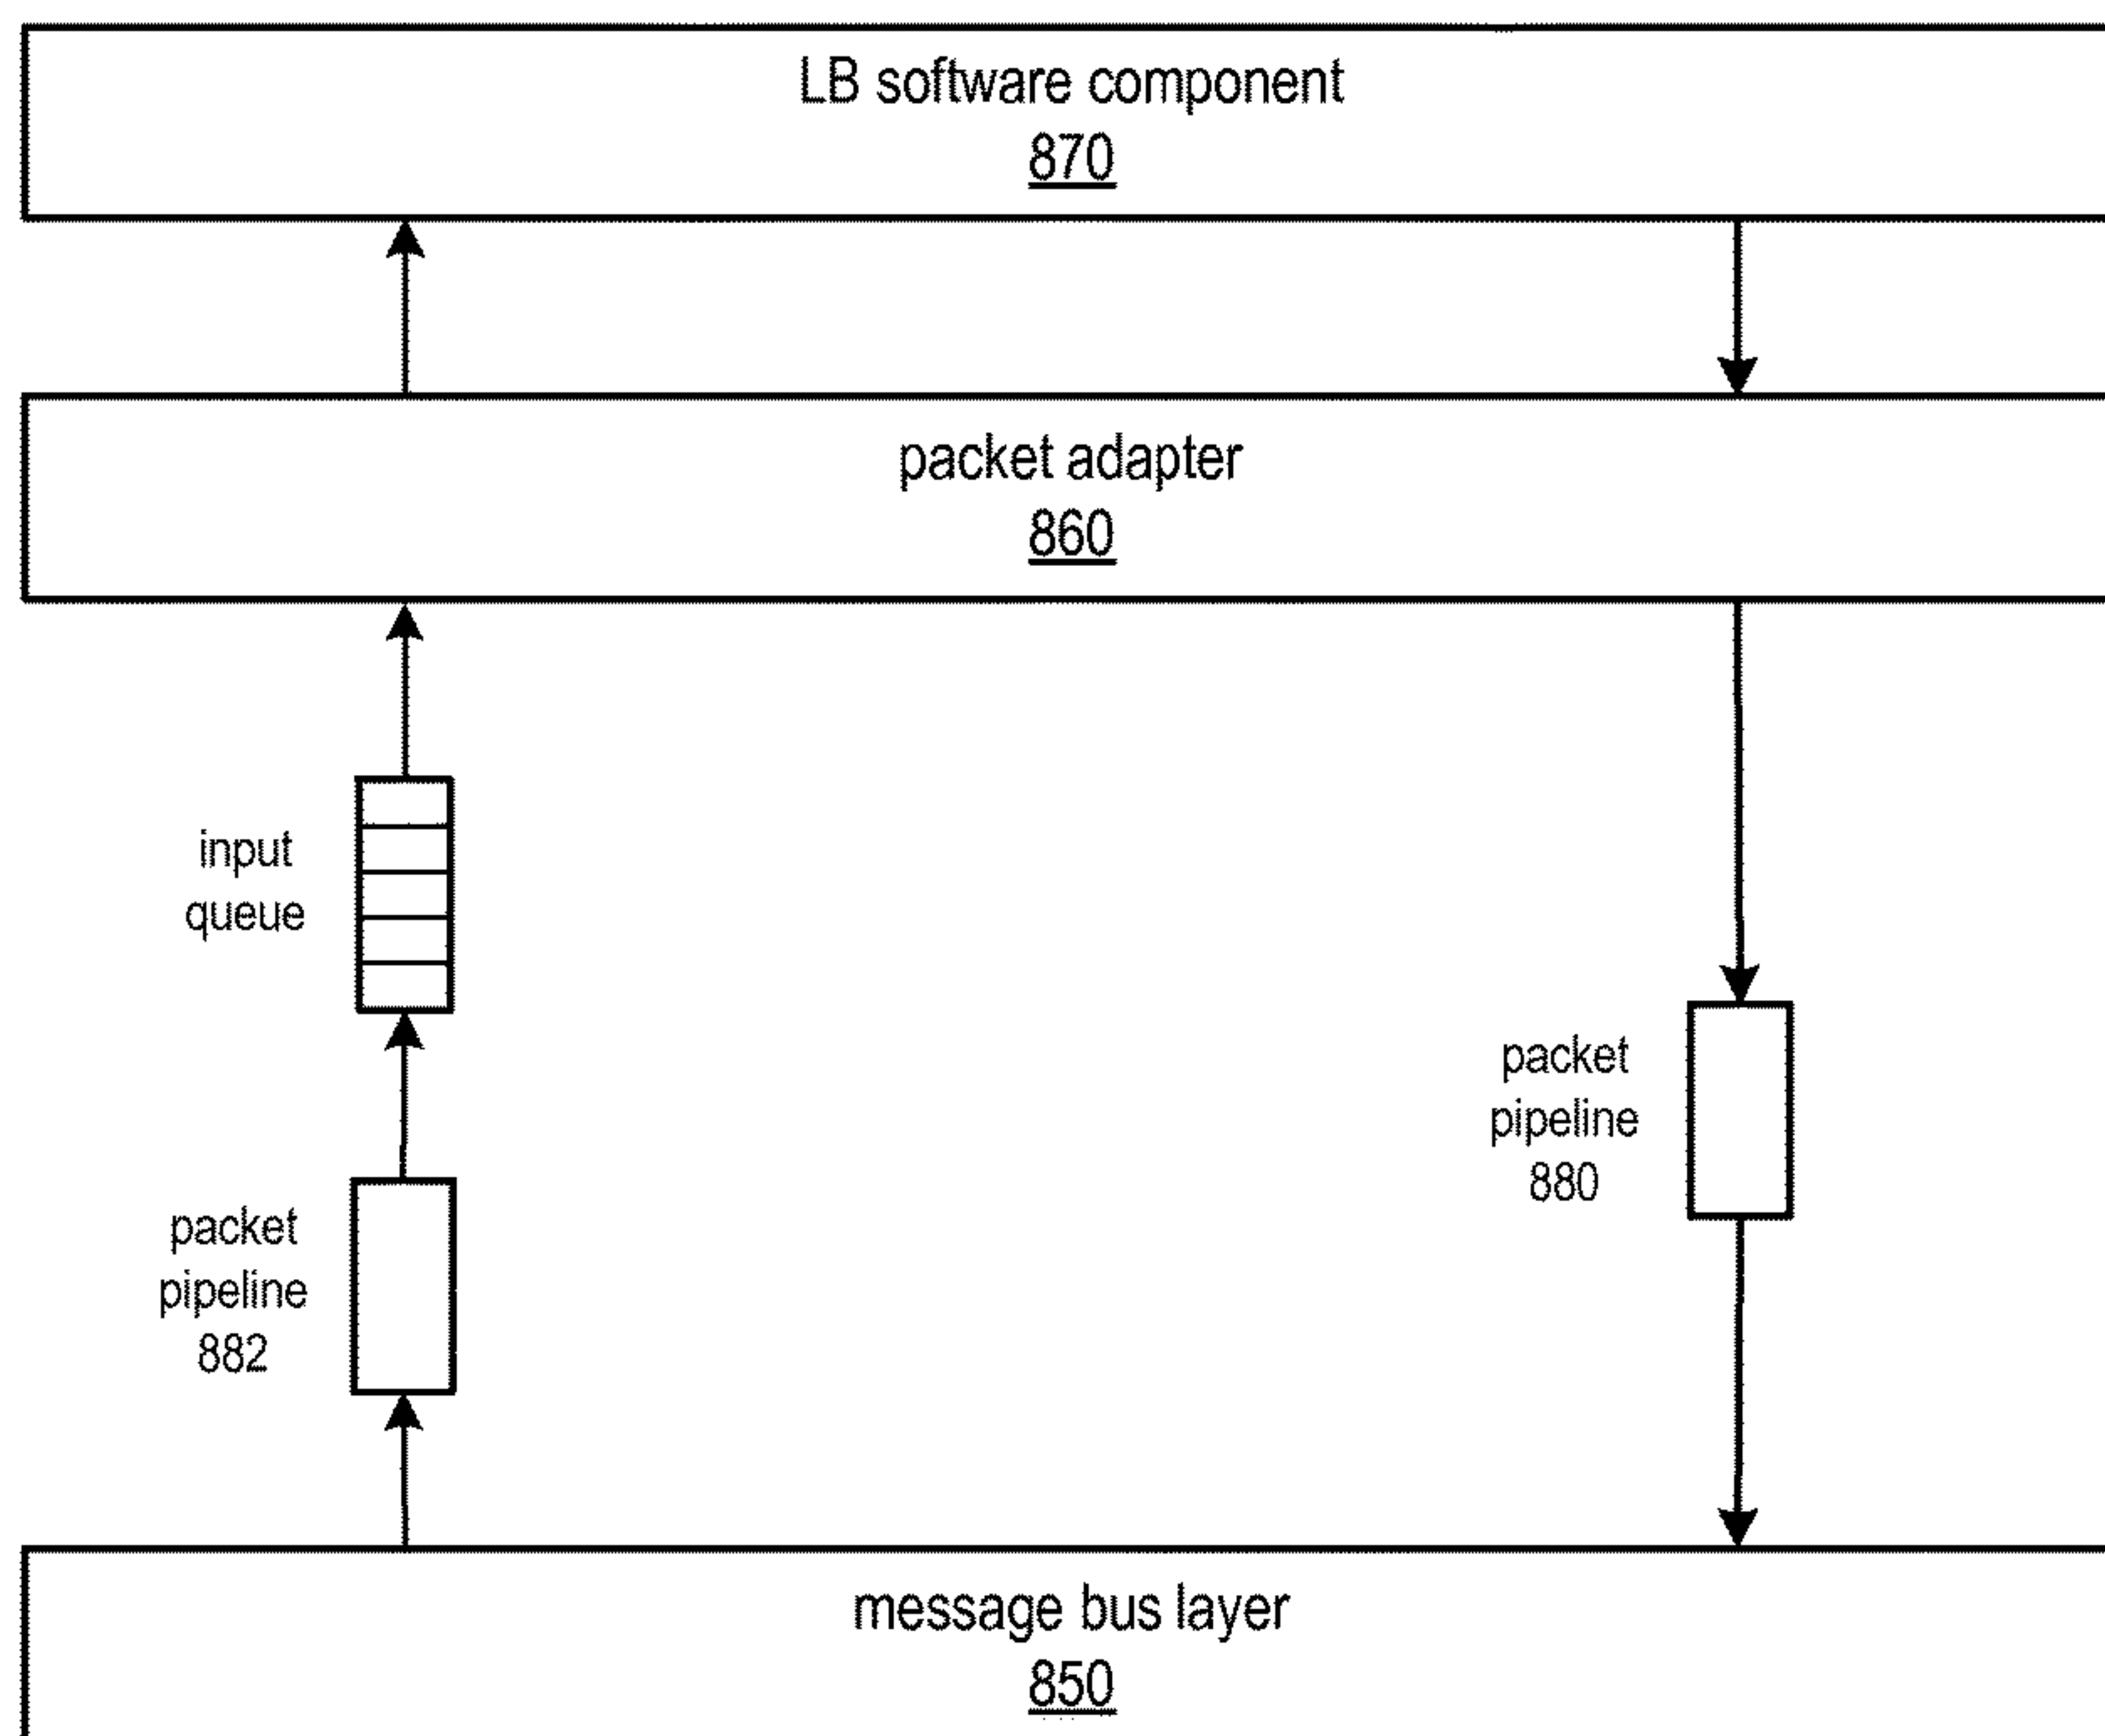 LB software component
870
packet adapter
860
input
queue
packet
pipeline
880
packet
pipeline
882
message bus layer
850